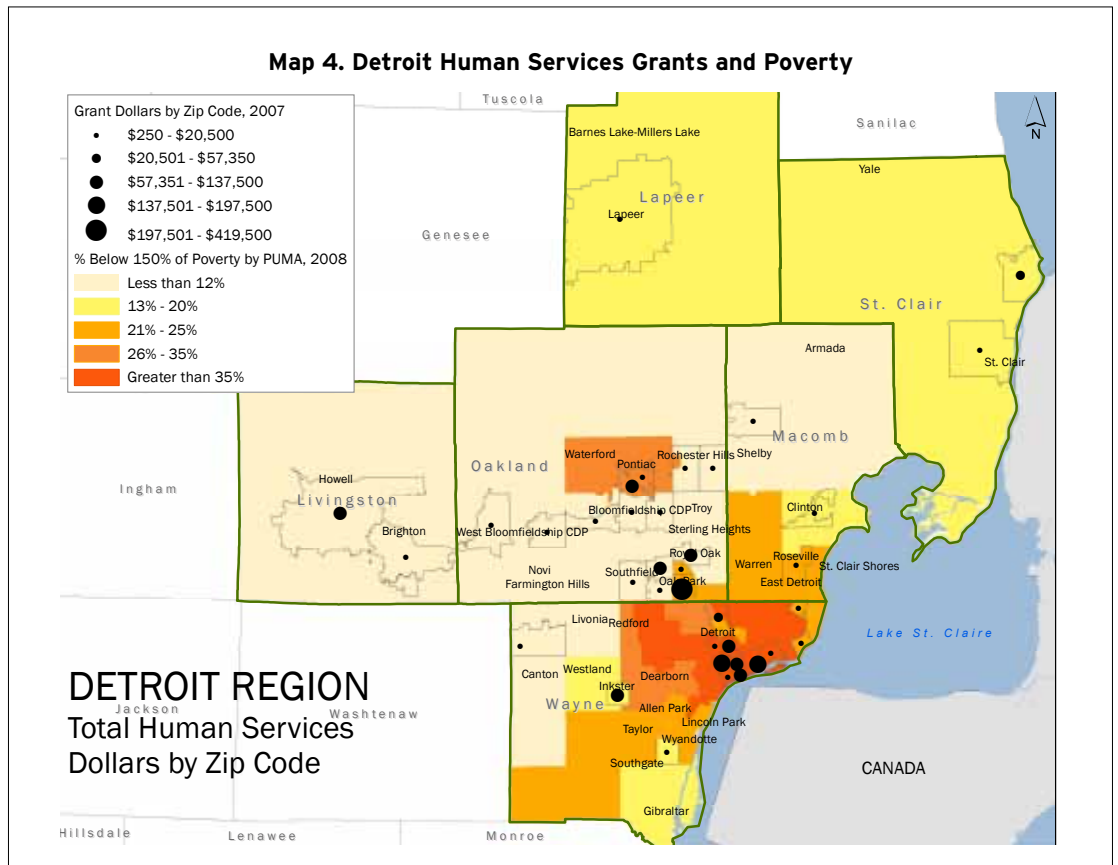 Map 4. Detroit Human Services Grants and Poverty
Grant Dollars by Zip Code, 2007
$250 - $20,500
$20,501 - $57,350
$57,351 - $137,500
$137,501 - $197,500
$197,501 - $419,500
% Below 150% of Poverty by PUMA, 2008
Less than 12%
13% - 20%
21% - 25%
26% - 35%
Greater than 35%
Tuscola
Sanilac
N
Barnes Lake-Millers Lake
Yale
Lapeer
Lapeer
Genesee
St. Clair
St. Clair
Armada
Macomb
Waterford
Pontiac
Rochester Hills
Shelby
Oakland
Howell
Livingston
Ingham
Brighton
West Bloomfieldship CDP
Bloomfieldship CDP
Troy
Clinton
Sterling Heights
Royal Oak
Roseville
Warren
St. Clair Shores
Novi
Southfield
Oak Park
East Detroit
Farmington Hills
Livonia
Redford
Detroit
Lake St. Claire
Canton
Westland
Inkster
Dearborn
Wayne
Allen Park
Lincoln Park
Taylor
Wyandotte
Southgate
CANADA
Gibraltar
DETROIT REGION
Jackson
Washtenaw
Total Human Services
Dollars by Zip Code
Hillsdale
Lenawee
Monroe